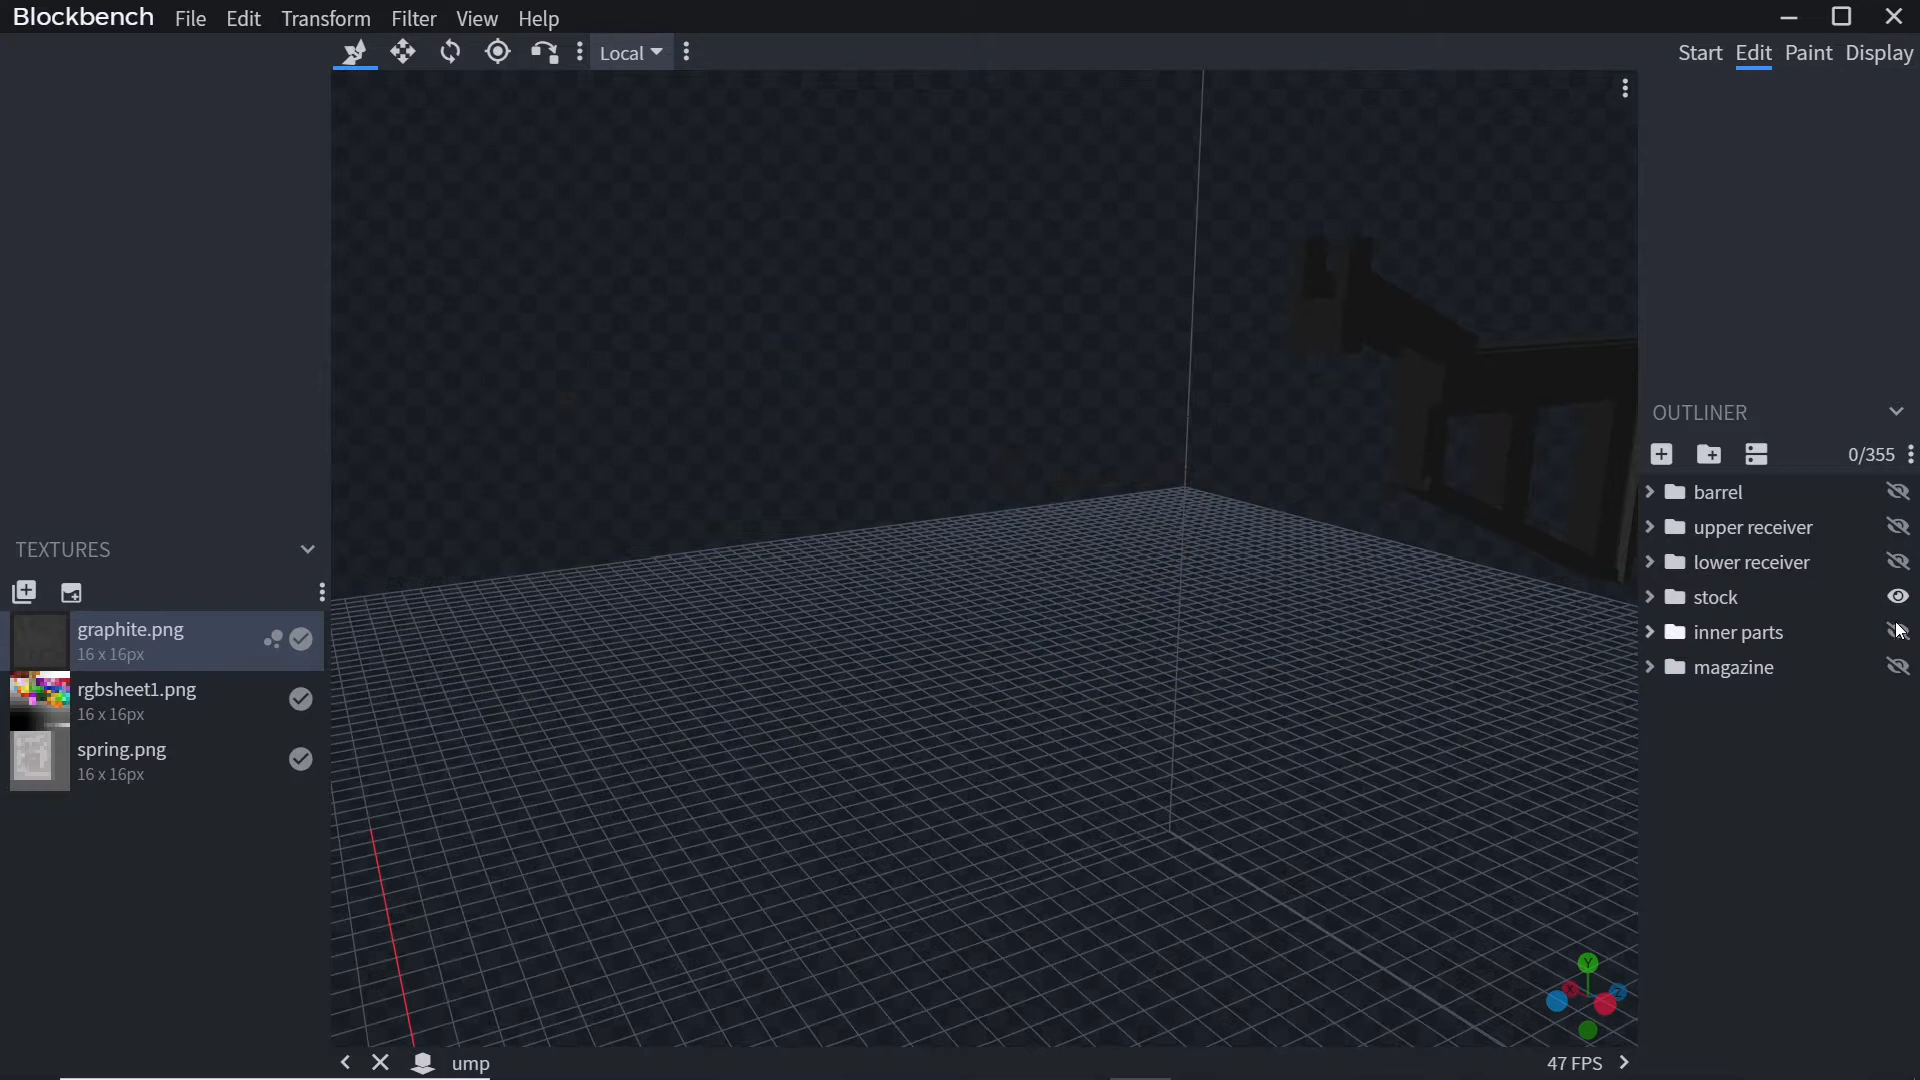 Blockbench File Edit Transform Filter View Help
Local
Start Edit Paint Display
OUTLINER
0/355
barrel
upper receiver
lower receiver
stock
inner parts
magazine
TEXTURES
graphite.png
16 x 16px
rgbsheet1.png
16 x 16px
spring.png
16 x 16px
Y
X
Z
ump
47 FPS